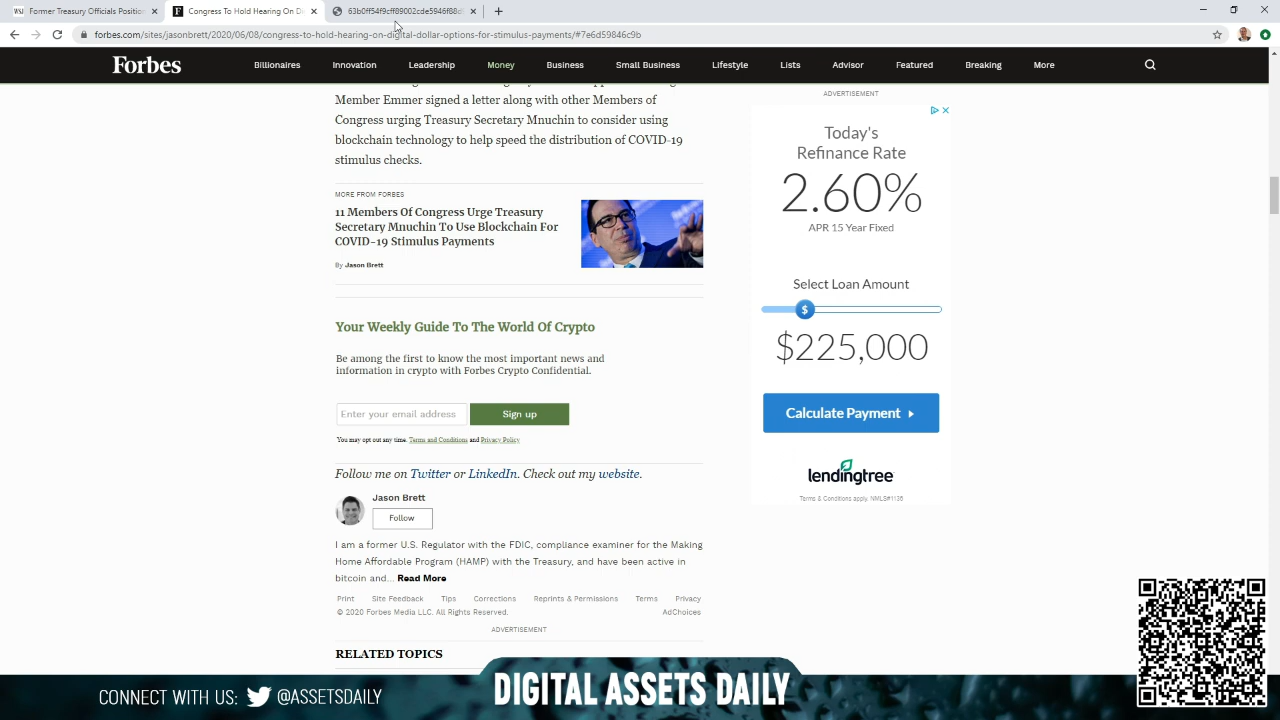 Former Treasury Officials Positio
Congress To Hold Hearing On Di
63b0ff54f9cff89002cde5946f88d
forbes.com/sites/jasonbrett/2020/06/08/congress-to-hold-hearing-on-digital-dollar-options-for-stimulus-payments/#7e6d59846c9b
Forbes
Billionaires Innovation Leadership Money Business Small Business Lifestyle Lists Advisor Featured Breaking More
Member Emmer signed a letter along with other Members of
Congress urging Treasury Secretary Mnuchin to consider using
blockchain technology to help speed the distribution of COVID-19
stimulus checks.
MORE FROM FORBES
11 Members Of Congress Urge Treasury
Secretary Mnuchin To Use Blockchain For
COVID-19 Stimulus Payments
By Jason Brett
Your Weekly Guide To The World Of Crypto
Be among the first to know the most important news and
information in crypto with Forbes Crypto Confidential.
Enter your email address Sign up
You may opt out any time. Terms and Conditions and Privacy Policy
Follow me on Twitter or LinkedIn. Check out my website.
Jason Brett
Follow
I am a former U.S. Regulator with the FDIC, compliance examiner for the Making
Home Affordable Program (HAMP) with the Treasury, and have been active in
bitcoin and... Read More
Print Site Feedback Tips Corrections Reprints & Permissions Terms Privacy
© 2020 Forbes Media LLC. All Rights Reserved. AdChoices
ADVERTISEMENT
RELATED TOPICS
ADVERTISEMENT
Today's
Refinance Rate
2.60%
APR 15 Year Fixed
Select Loan Amount
$
$225,000
Calculate Payment
lendingtree
Terms & Conditions apply. NMLS#1136
CONNECT WITH US: @ASSETSDAILY
DIGITAL ASSETS DAILY